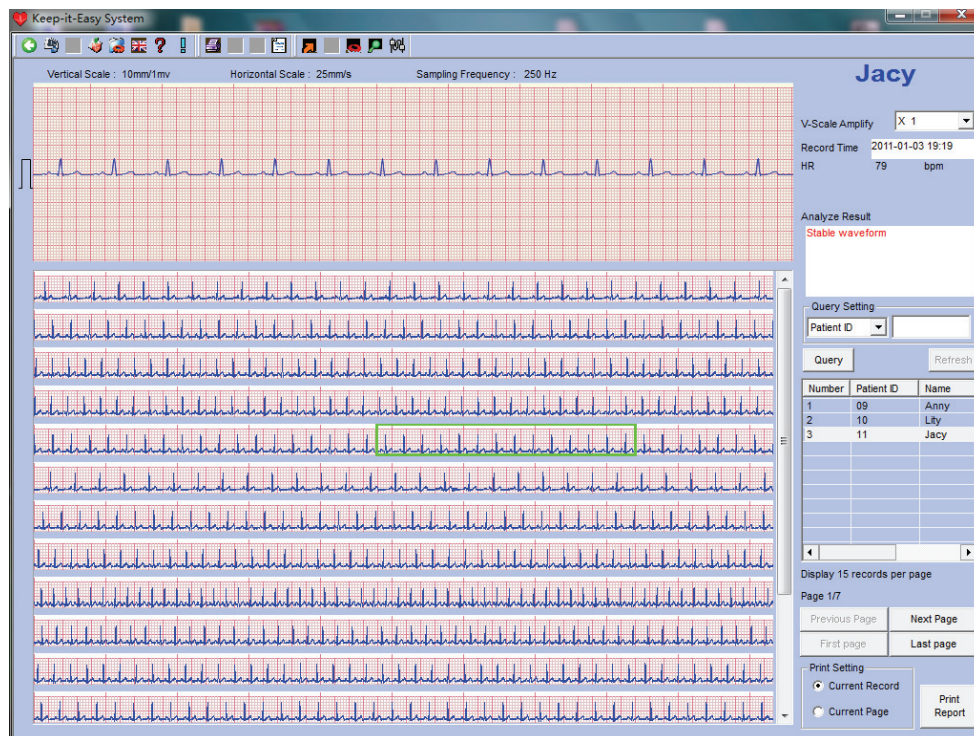 Keep-it-Easy System
Vertical Scale : 10mm/1mv Horizontal Scale : 25mm/s Sampling Frequency : 250 Hz
Jacy
V-Scale Amplify X 1
Record Time 2011-01-03 19:19
HR 79 bpm
Analyze Result
Stable waveform
Query Setting
Patient ID
Query Refresh
Number Patient ID Name
1 09 Anny
2 10 Lity
3 11 Jacy
Display 15 records per page
Page 1/7
Previous Page Next Page
First page Last page
Print Setting
Current Record
Current Page
Print
Report